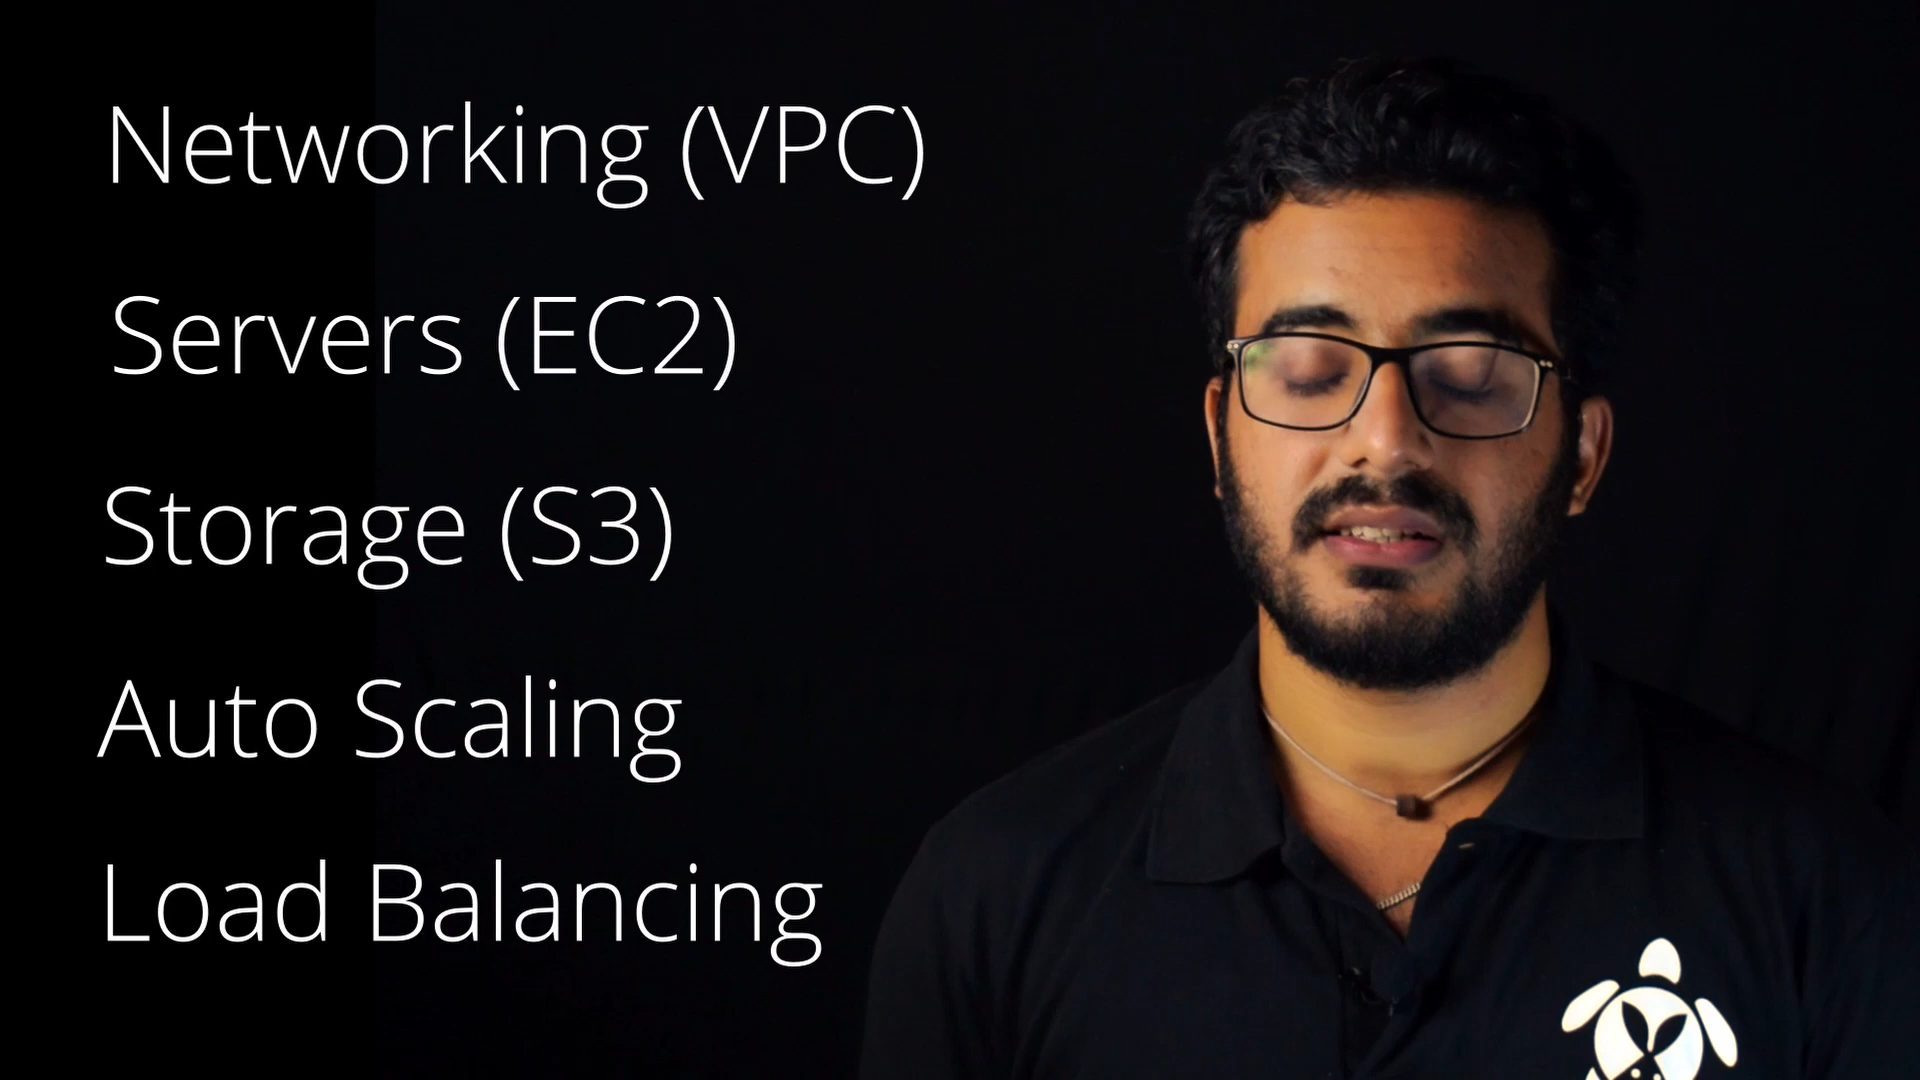 Networking (VPC)
Servers (EC2)
Storage (S3)
Auto Scaling
Load Balancing